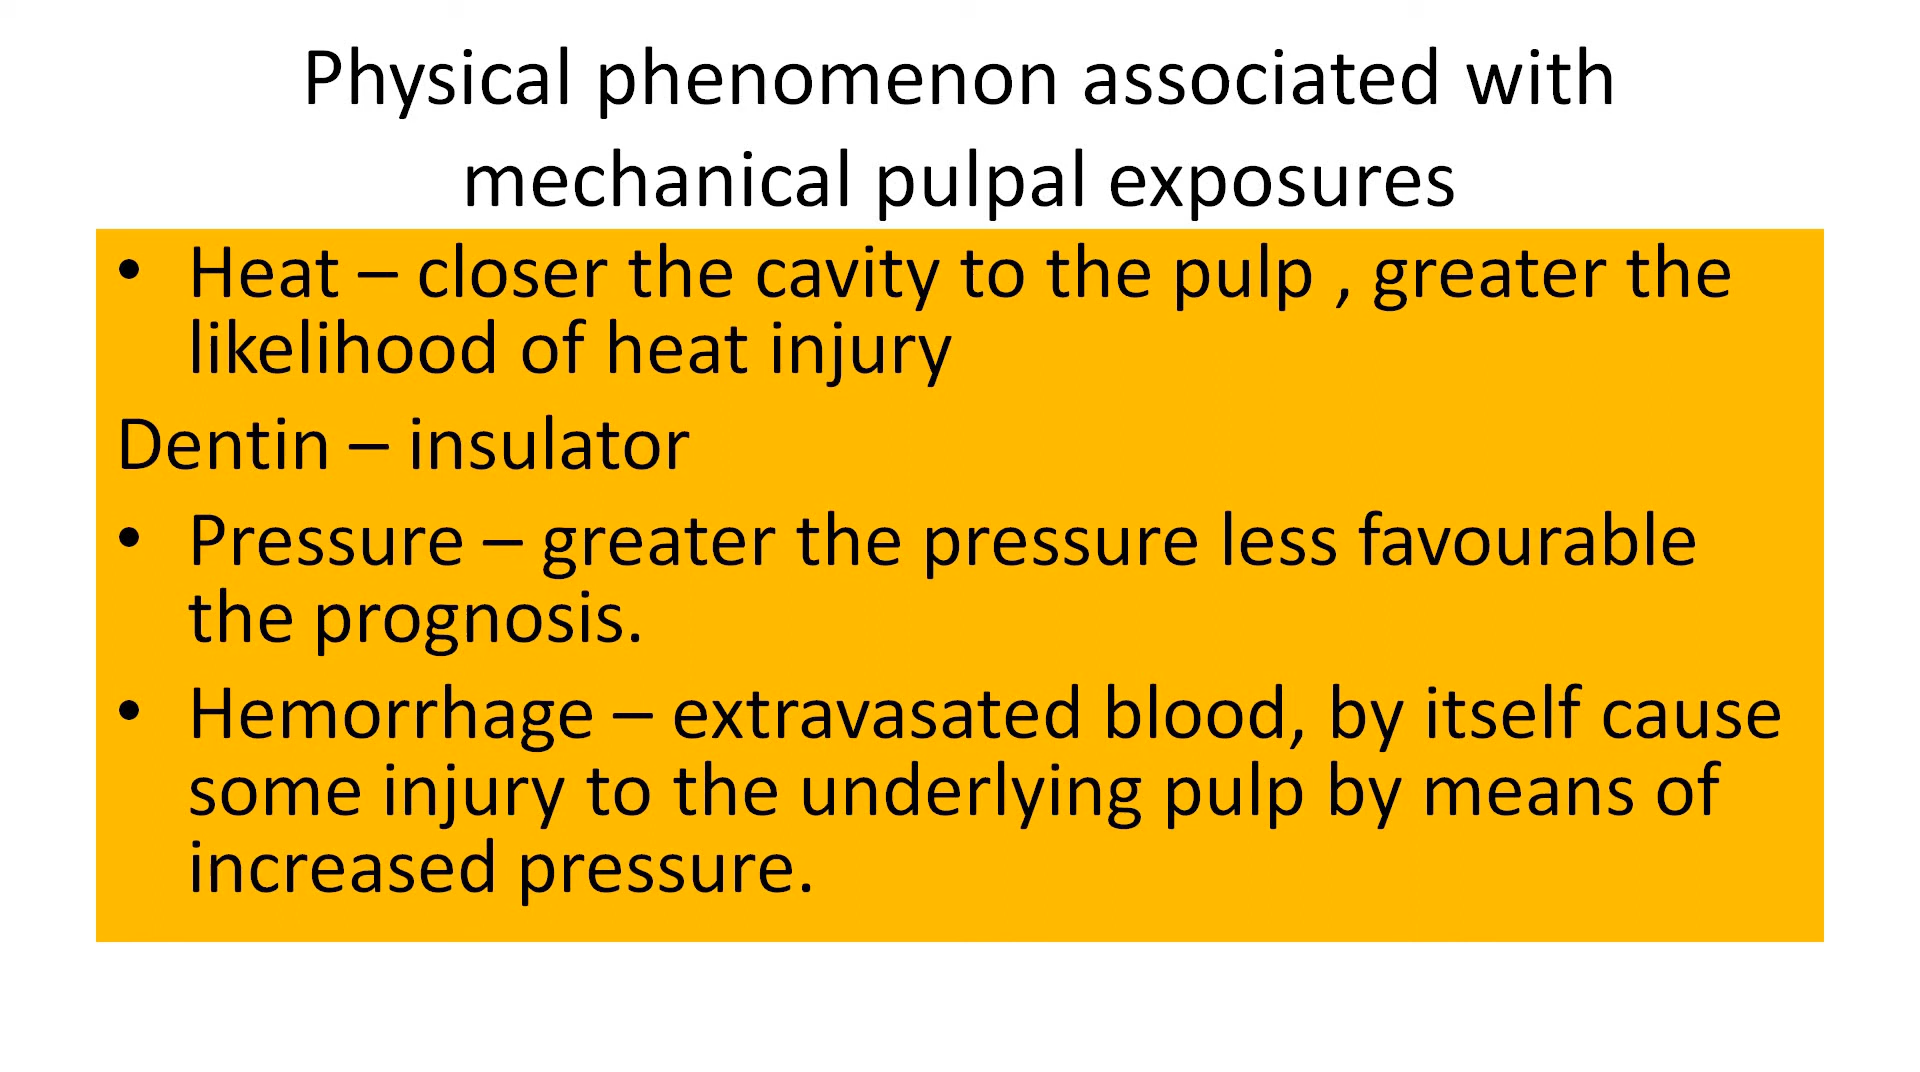 Physical phenomenon associated with
mechanical pulpal exposures
• Heat – closer the cavity to the pulp , greater the
likelihood of heat injury
Dentin – insulator
• Pressure – greater the pressure less favourable
the prognosis.
• Hemorrhage – extravasated blood, by itself cause
some injury to the underlying pulp by means of
increased pressure.